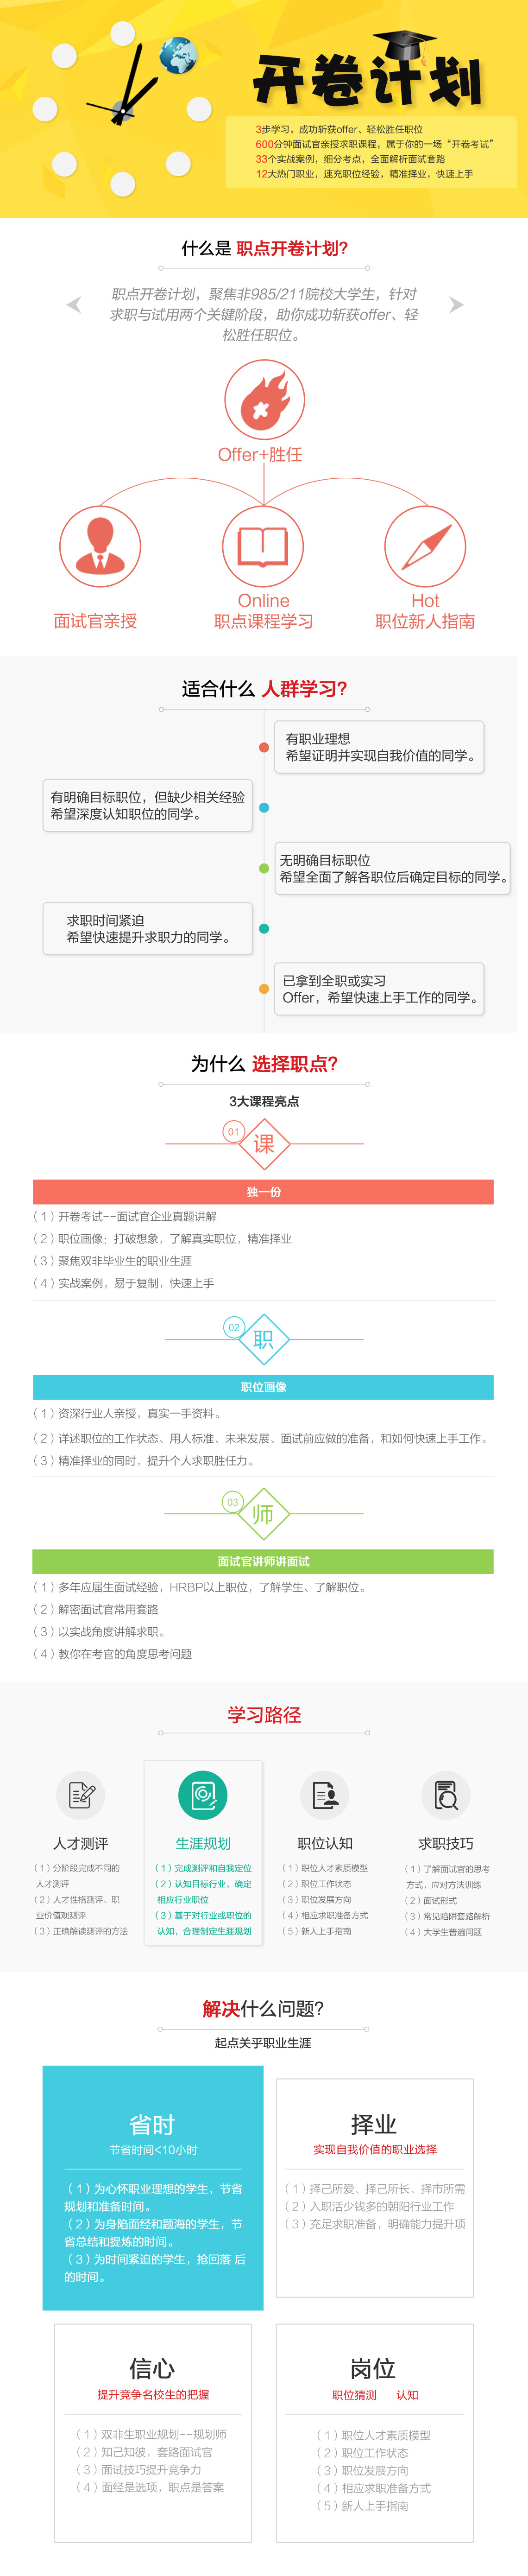 开卷计划
3步学习，成功斩获offer、轻松胜任职位
600分钟面试官亲授求职课程，属于你的一场“开卷考试”
33个实战案例，细分考点，全面解析面试套路
12大热门职业，速充职位经验，精准择业，快速上手
什么是 职点开卷计划?
职点开卷计划，聚焦非985/211院校大学生，针对
求职与试用两个关键阶段，助你成功斩获offer、轻
松胜任职位。
Offer+胜任
面试官亲授
Online
职点课程学习
Hot
职位新人指南
适合什么 人群学习?
有职业理想
希望证明并实现自我价值的同学。
有明确目标职位，但缺少相关经验
希望深度认知职位的同学。
无明确目标职位
希望全面了解各职位后确定目标的同学。
求职时间紧迫
希望快速提升求职力的同学。
已拿到全职或实习
Offer，希望快速上手工作的同学。
为什么 选择职点?
3大课程亮点
01
课
独一份
（1）开卷考试--面试官企业真题讲解
（2）职位画像：打破想象，了解真实职位，精准择业
（3）聚焦双非毕业生的职业生涯
（4）实战案例，易于复制，快速上手
02
职
职位画像
（1）资深行业人亲授，真实一手资料。
（2）详述职位的工作状态、用人标准、未来发展、面试前应做的准备，和如何快速上手工作。
（3）精准择业的同时，提升个人求职胜任力。
03
师
面试官讲师讲面试
（1）多年应届生面试经验，HRBP以上职位，了解学生、了解职位。
（2）解密面试官常用套路
（3）以实战角度讲解求职。
（4）教你在考官的角度思考问题
学习路径
人才测评
（1）分阶段完成不同的
人才测评
（2）人才性格测评、职
业价值观测评
（3）正确解读测评的方法
生涯规划
（1）完成测评和自我定位
（2）认知目标行业，确定
相应行业职位
（3）基于对行业或职位的
认知，合理制定生涯规划
职位认知
（1）职位人才素质模型
（2）职位工作状态
（3）职位发展方向
（4）相应求职准备方式
（5）新人上手指南
求职技巧
（1）了解面试官的思考
方式，应对方法训练
（2）面试形式
（3）常见陷阱套路解析
（4）大学生普遍问题
解决什么问题?
起点关乎职业生涯
省时
节省时间<10小时
（1）为心怀职业理想的学生，节省
规划和准备时间。
（2）为身陷面经和题海的学生，节
省总结和提炼的时间。
（3）为时间紧迫的学生，抢回落 后
的时间。
择业
实现自我价值的职业选择
（1）择己所爱、择己所长、择市所需
（2）入职活少钱多的朝阳行业工作
（3）充足求职准备，明确能力提升项
信心
提升竞争名校生的把握
（1）双非生职业规划--规划师
（2）知己知彼，套路面试官
（3）面试技巧提升竞争力
（4）面经是选项，职点是答案
岗位
职位猜测 认知
（1）职位人才素质模型
（2）职位工作状态
（3）职位发展方向
（4）相应求职准备方式
（5）新人上手指南